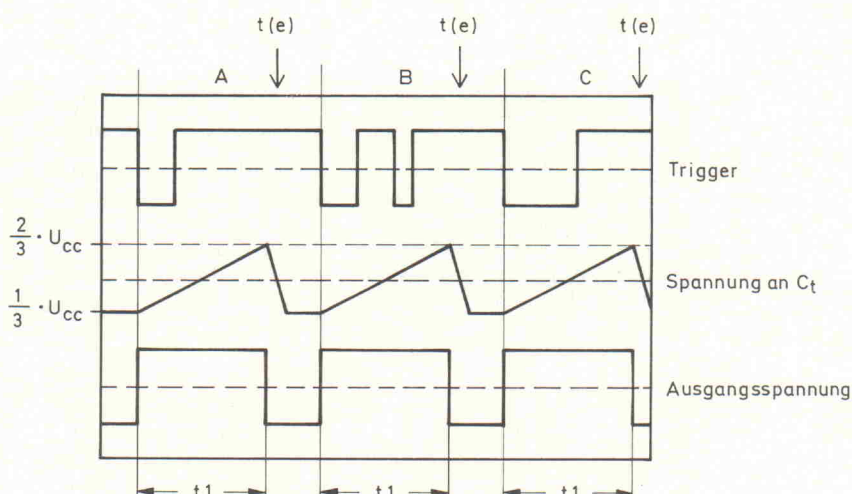 t(e) t(e) t(e)
A B C
Trigger
2/3 · Ucc
Spannung an Ct
1/3 · Ucc
Ausgangsspannung
t1 t1 t1